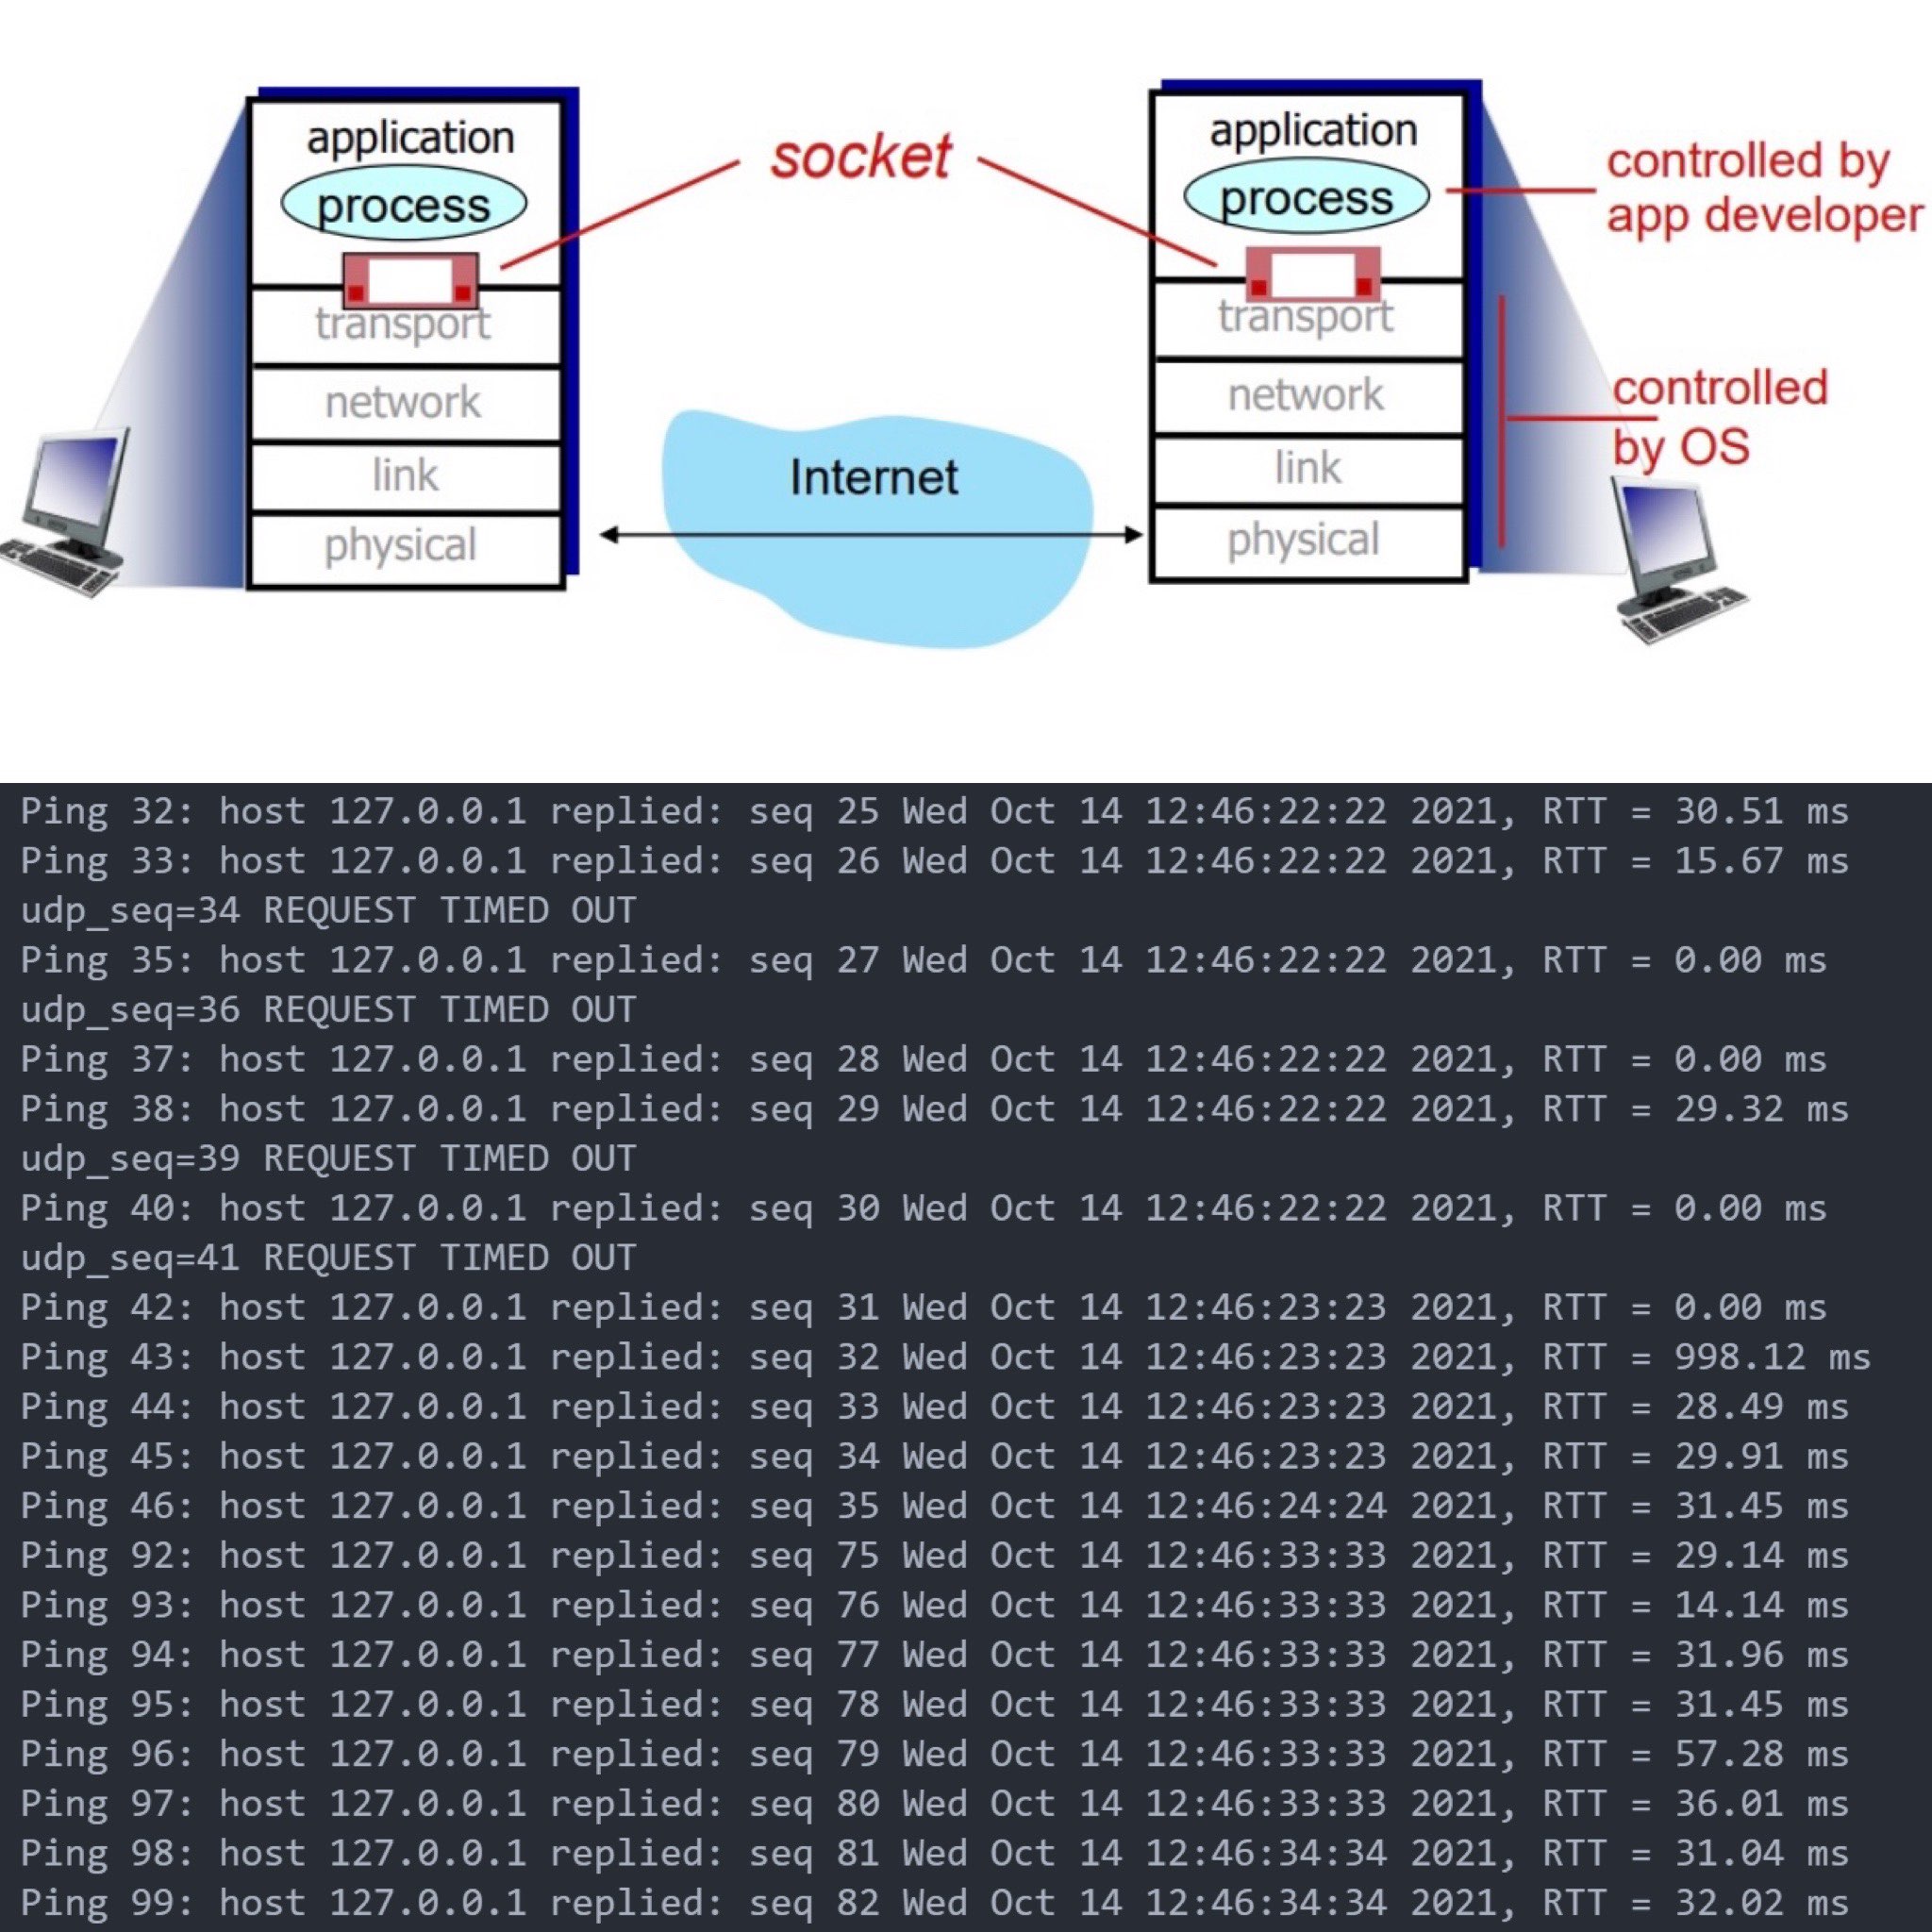 application
process
transport
network
link
physical
socket
Internet
application
process
transport
network
link
physical
controlled by
app developer
controlled
by OS
Ping 32: host 127.0.0.1 replied: seq 25 Wed Oct 14 12:46:22:22 2021, RTT = 30.51 ms
Ping 33: host 127.0.0.1 replied: seq 26 Wed Oct 14 12:46:22:22 2021, RTT = 15.67 ms
udp_seq=34 REQUEST TIMED OUT
Ping 35: host 127.0.0.1 replied: seq 27 Wed Oct 14 12:46:22:22 2021, RTT = 0.00 ms
udp_seq=36 REQUEST TIMED OUT
Ping 37: host 127.0.0.1 replied: seq 28 Wed Oct 14 12:46:22:22 2021, RTT = 0.00 ms
Ping 38: host 127.0.0.1 replied: seq 29 Wed Oct 14 12:46:22:22 2021, RTT = 29.32 ms
udp_seq=39 REQUEST TIMED OUT
Ping 40: host 127.0.0.1 replied: seq 30 Wed Oct 14 12:46:22:22 2021, RTT = 0.00 ms
udp_seq=41 REQUEST TIMED OUT
Ping 42: host 127.0.0.1 replied: seq 31 Wed Oct 14 12:46:23:23 2021, RTT = 0.00 ms
Ping 43: host 127.0.0.1 replied: seq 32 Wed Oct 14 12:46:23:23 2021, RTT = 998.12 ms
Ping 44: host 127.0.0.1 replied: seq 33 Wed Oct 14 12:46:23:23 2021, RTT = 28.49 ms
Ping 45: host 127.0.0.1 replied: seq 34 Wed Oct 14 12:46:23:23 2021, RTT = 29.91 ms
Ping 46: host 127.0.0.1 replied: seq 35 Wed Oct 14 12:46:24:24 2021, RTT = 31.45 ms
Ping 92: host 127.0.0.1 replied: seq 75 Wed Oct 14 12:46:33:33 2021, RTT = 29.14 ms
Ping 93: host 127.0.0.1 replied: seq 76 Wed Oct 14 12:46:33:33 2021, RTT = 14.14 ms
Ping 94: host 127.0.0.1 replied: seq 77 Wed Oct 14 12:46:33:33 2021, RTT = 31.96 ms
Ping 95: host 127.0.0.1 replied: seq 78 Wed Oct 14 12:46:33:33 2021, RTT = 31.45 ms
Ping 96: host 127.0.0.1 replied: seq 79 Wed Oct 14 12:46:33:33 2021, RTT = 57.28 ms
Ping 97: host 127.0.0.1 replied: seq 80 Wed Oct 14 12:46:33:33 2021, RTT = 36.01 ms
Ping 98: host 127.0.0.1 replied: seq 81 Wed Oct 14 12:46:34:34 2021, RTT = 31.04 ms
Ping 99: host 127.0.0.1 replied: seq 82 Wed Oct 14 12:46:34:34 2021, RTT = 32.02 ms